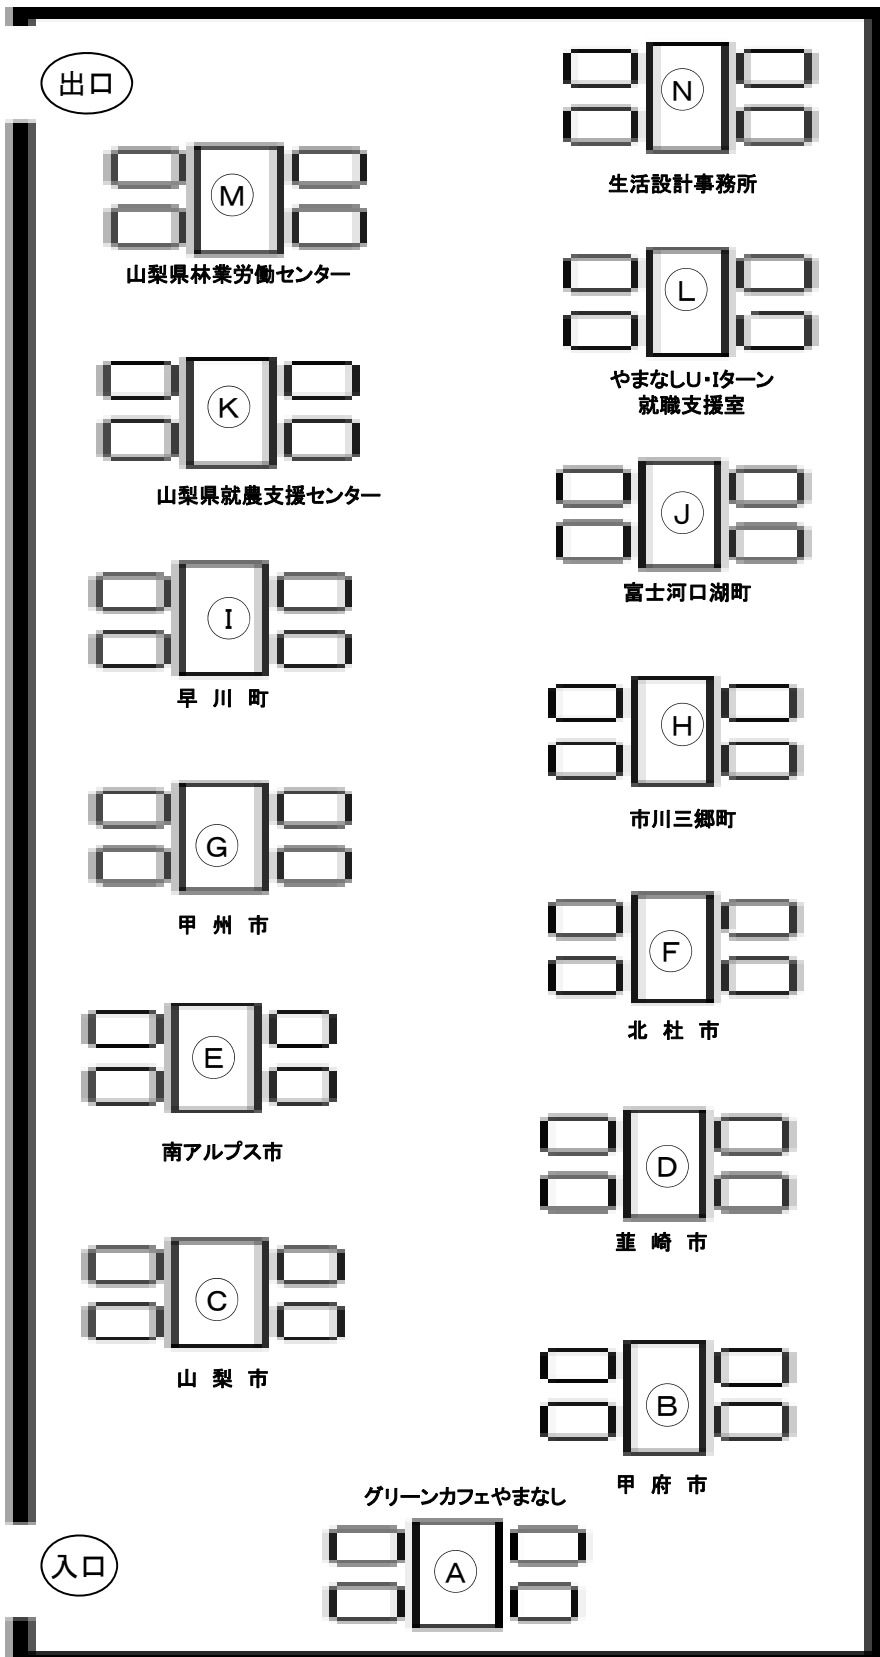 出口
N
生活設計事務所
M
山梨県林業労働センター
L
やまなしU・Iターン
就職支援室
K
山梨県就農支援センター
J
富士河口湖町
I
早 川 町
H
市川三郷町
G
甲 州 市
F
北 杜 市
E
南アルプス市
D
韮 崎 市
C
山 梨 市
B
甲 府 市
グリーンカフェやまなし
入口
A